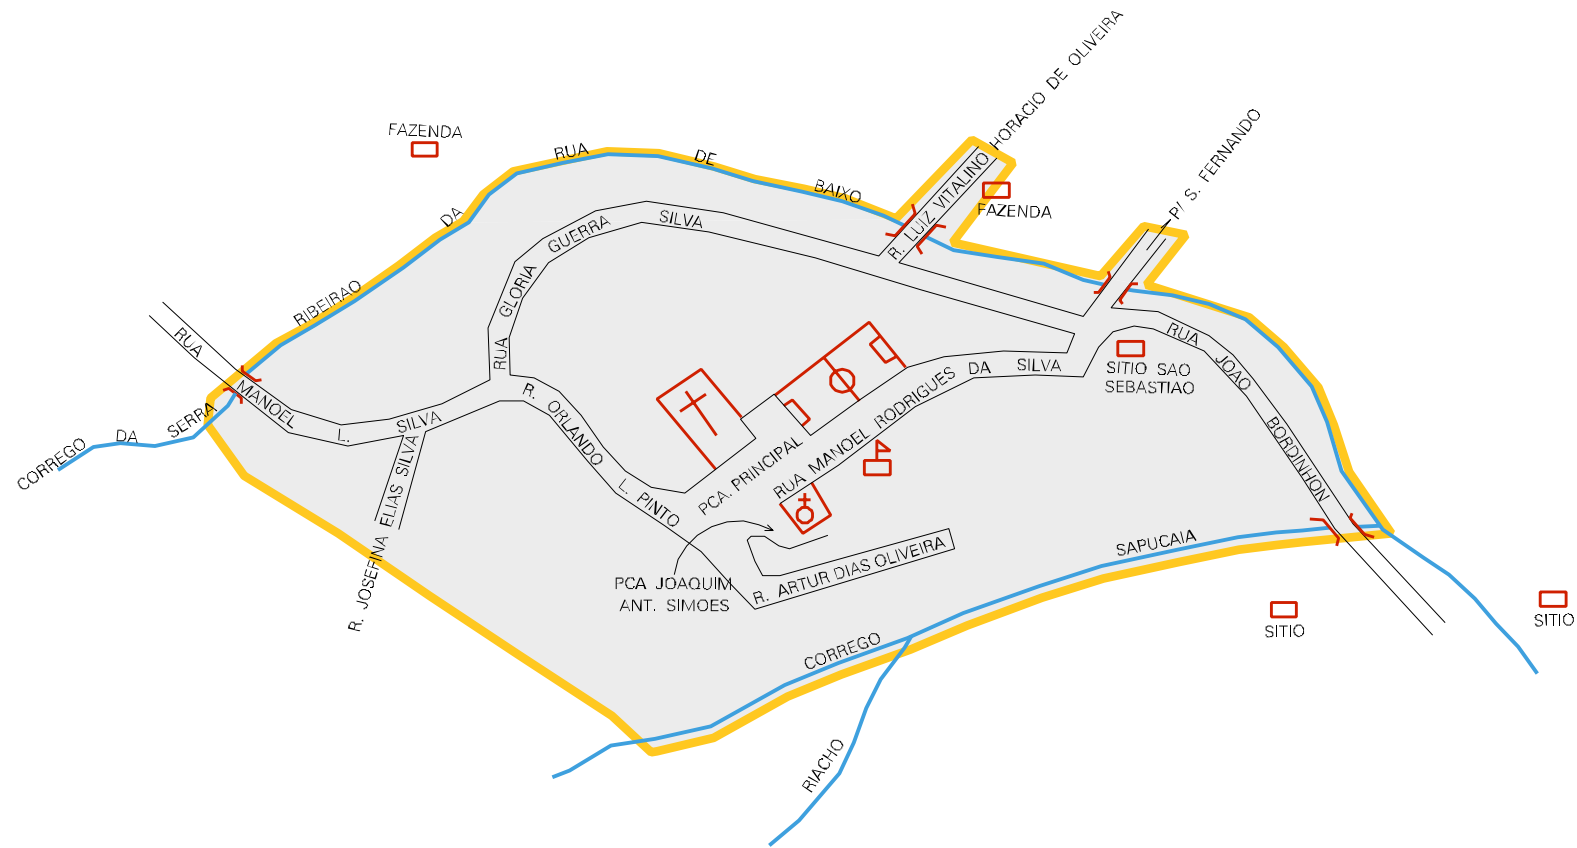 HORACIO DE OLIVEIRA
P/ S. FERNANDO
FAZENDA
RIBEIRAO DA RUA DE BAIXO
R. LUIZ VITALINO
FAZENDA
RUA GLORIA GUERRA SILVA
RUA MANOEL L. SILVA
CORREGO DA SERRA
RUA JOAO BORDINHON
SITIO SAO
SEBASTIAO
R. ORLANDO L. PINTO
RUA MANOEL RODRIGUES DA SILVA
PCA. PRINCIPAL
R. JOSEFINA ELIAS SILVA
PCA JOAQUIM
ANT. SIMOES
R. ARTUR DIAS OLIVEIRA
CORREGO SAPUCAIA
SITIO
SITIO
RIACHO